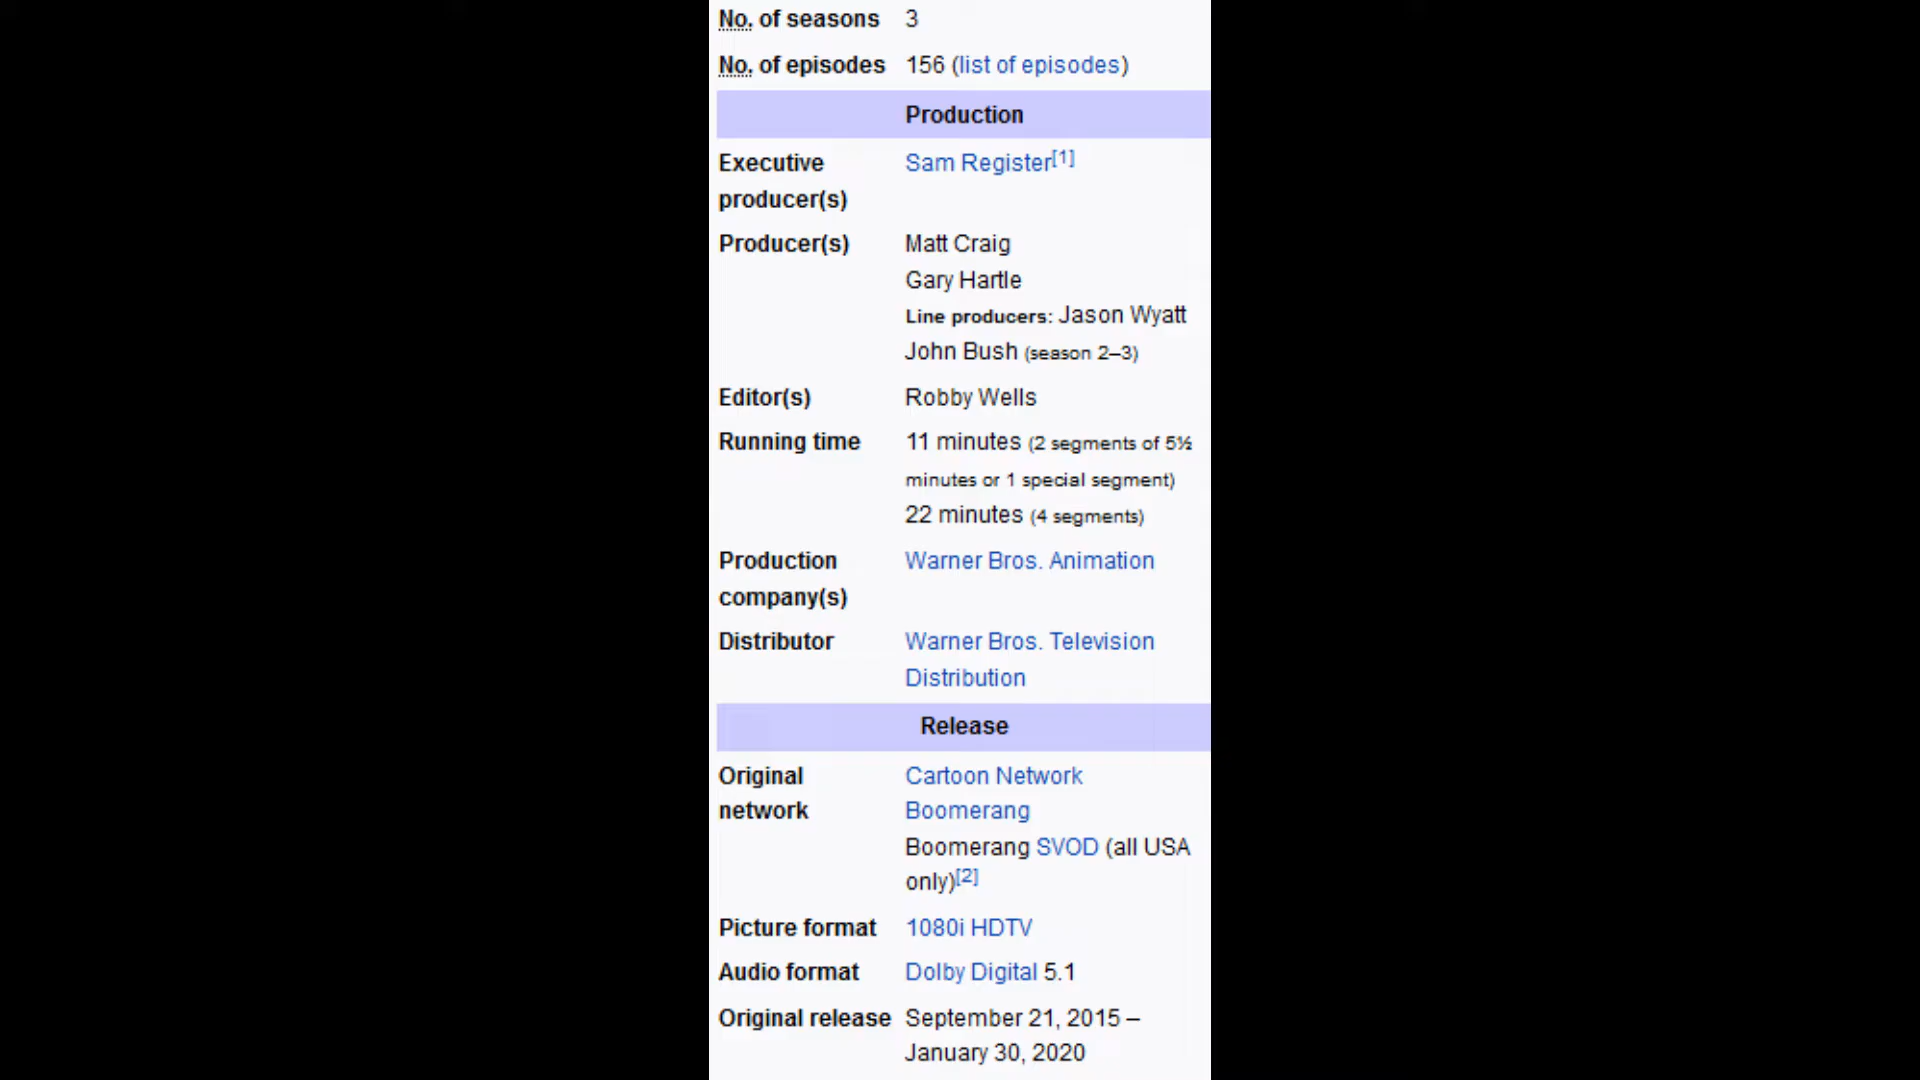 No. of seasons 3
No. of episodes 156 (list of episodes)
Production
Executive producer(s) Sam Register[1]
Producer(s) Matt Craig
Gary Hartle
Line producers: Jason Wyatt
John Bush (season 2–3)
Editor(s) Robby Wells
Running time 11 minutes (2 segments of 5½
minutes or 1 special segment)
22 minutes (4 segments)
Production company(s) Warner Bros. Animation
Distributor Warner Bros. Television
Distribution
Release
Original network Cartoon Network
Boomerang
Boomerang SVOD (all USA
only)[2]
Picture format 1080i HDTV
Audio format Dolby Digital 5.1
Original release September 21, 2015 –
January 30, 2020